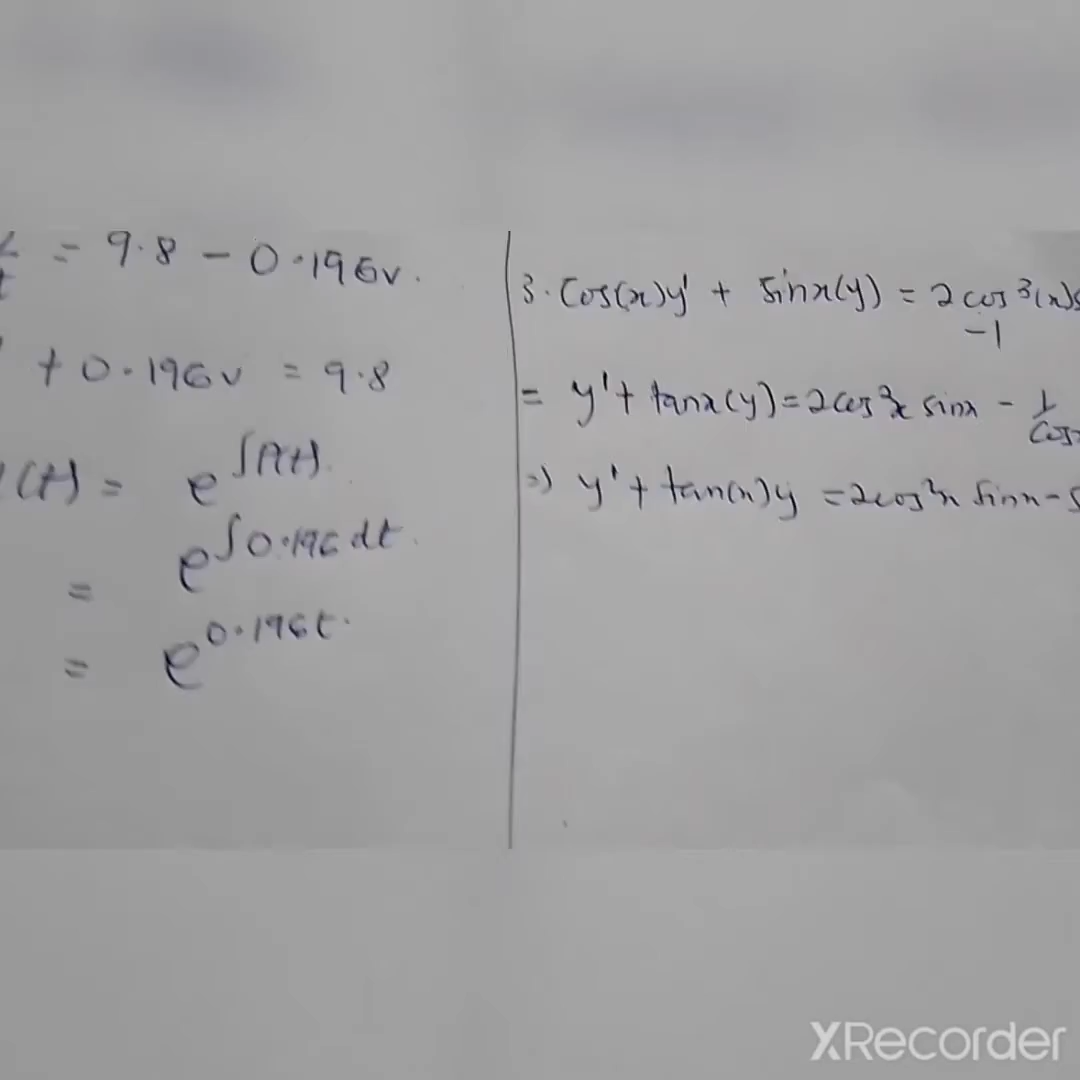 = 9.8 - 0.196v.
+ 0.196v = 9.8
(t) = e^∫P(t).
= e^∫0.196 dt.
= e^0.196t.
3. Cos(x)y' + sinx(y) = 2cos³(x)
-1
= y' + tanx(y) = 2cos²x sinx - 1/cos
=> y' + tan(x)y = 2cos²x sinx -
XRecorder